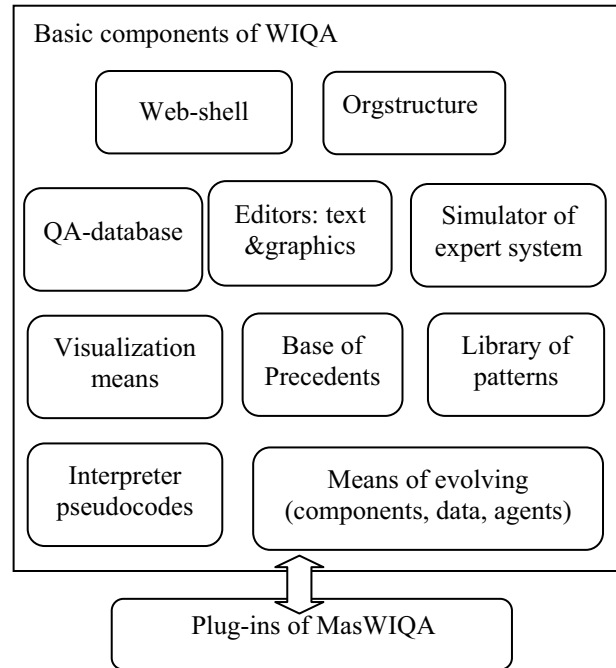 Basic components of WIQA
Web-shell
Orgstructure
QA-database
Editors: text
&graphics
Simulator of
expert system
Visualization
means
Base of
Precedents
Library of
patterns
Interpreter
pseudocodes
Means of evolving
(components, data, agents)
Plug-ins of MasWIQA